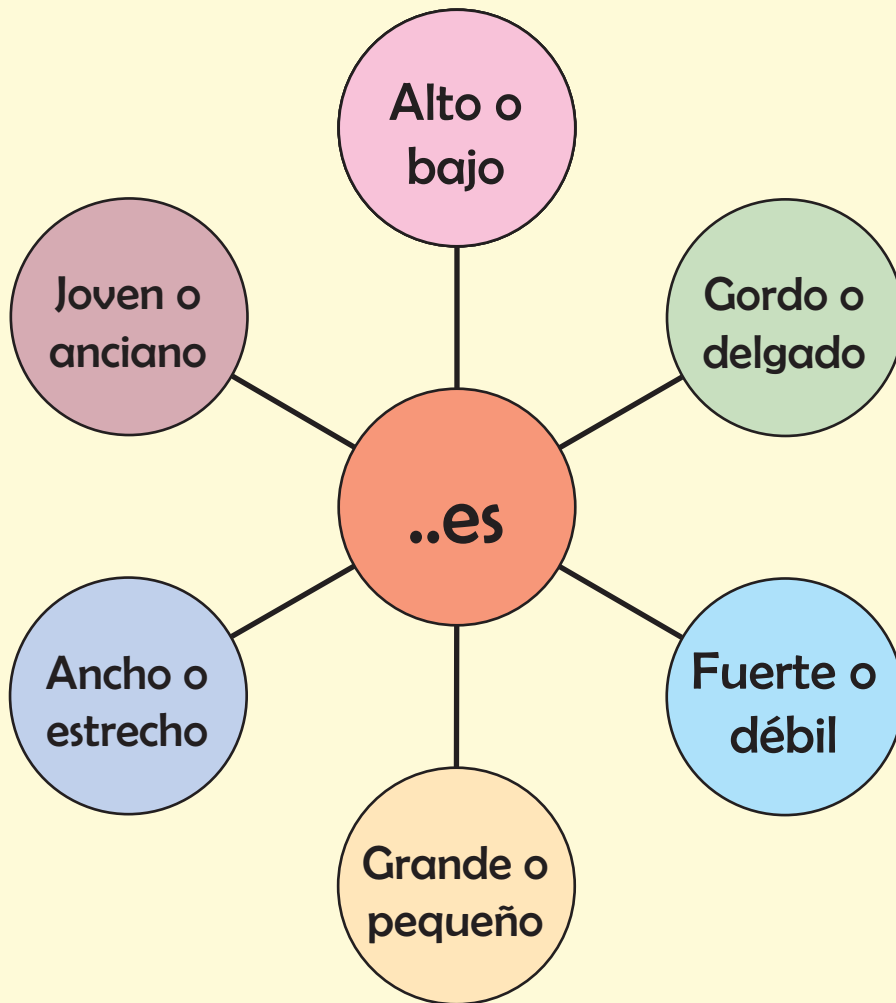 Alto o
bajo
Joven o
anciano
Gordo o
delgado
..es
Ancho o
estrecho
Fuerte o
débil
Grande o
pequeño